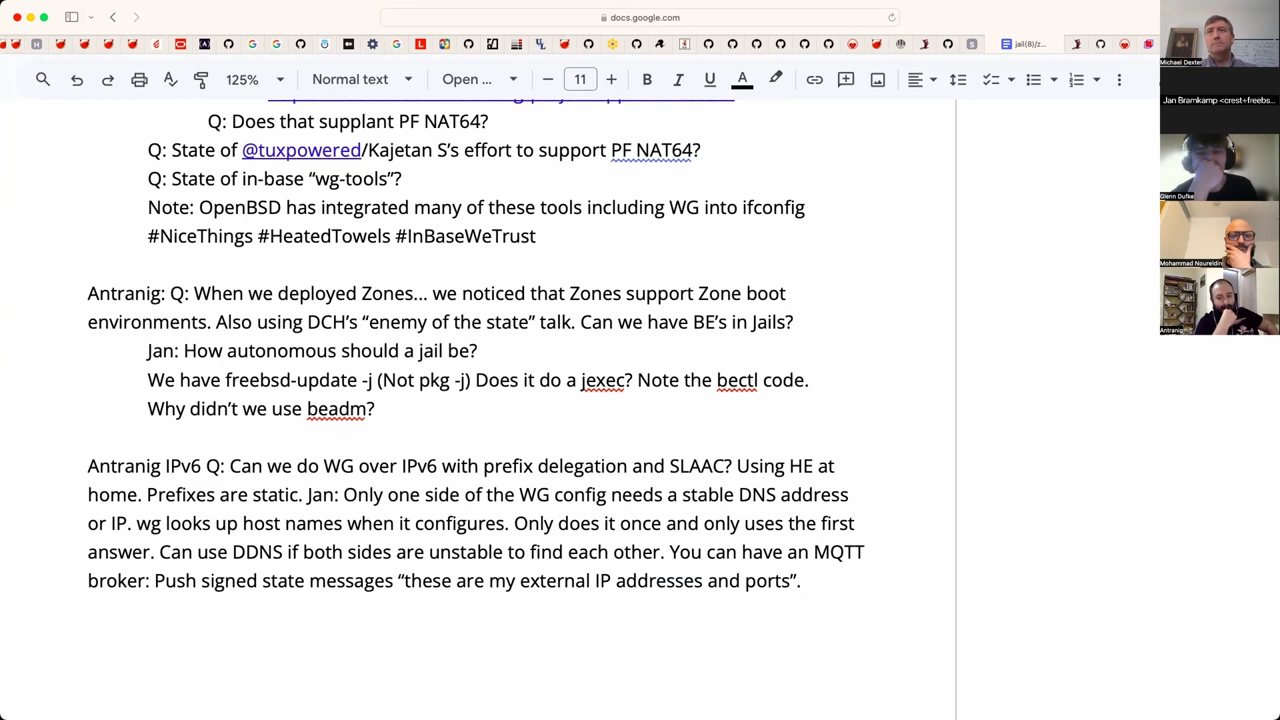 docs.google.com
jail(8)/z...
125%
Normal text
Open ...
11
B
I
U
A
Q: Does that supplant PF NAT64?
Q: State of @tuxpowered/Kajetan S's effort to support PF NAT64?
Q: State of in-base “wg-tools”?
Note: OpenBSD has integrated many of these tools including WG into ifconfig
#NiceThings #HeatedTowels #InBaseWeTrust
Antranig: Q: When we deployed Zones... we noticed that Zones support Zone boot
environments. Also using DCH’s “enemy of the state” talk. Can we have BE’s in Jails?
Jan: How autonomous should a jail be?
We have freebsd-update -j (Not pkg -j) Does it do a jexec? Note the bectl code.
Why didn’t we use beadm?
Antranig IPv6 Q: Can we do WG over IPv6 with prefix delegation and SLAAC? Using HE at
home. Prefixes are static. Jan: Only one side of the WG config needs a stable DNS address
or IP. wg looks up host names when it configures. Only does it once and only uses the first
answer. Can use DDNS if both sides are unstable to find each other. You can have an MQTT
broker: Push signed state messages “these are my external IP addresses and ports”.
Michael Dexter
Jan Bramkamp <crest+freebs...
Glenn Dufke
Mohammad Noureldin
Antranig